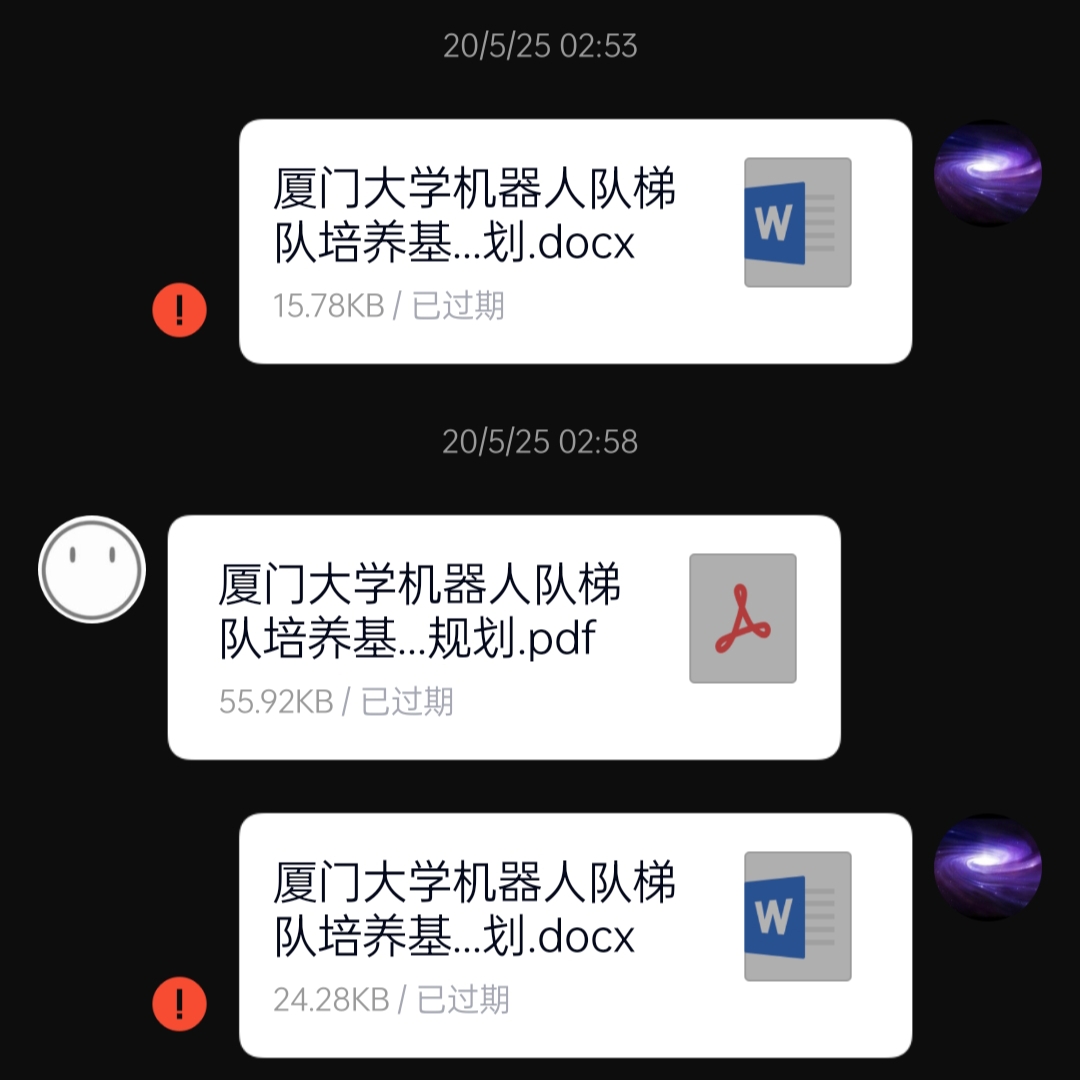 20/5/25 02:53
厦门大学机器人队梯
队培养基...划.docx
W
15.78KB / 已过期
!
20/5/25 02:58
厦门大学机器人队梯
队培养基...规划.pdf
55.92KB / 已过期
厦门大学机器人队梯
队培养基...划.docx
W
24.28KB / 已过期
!